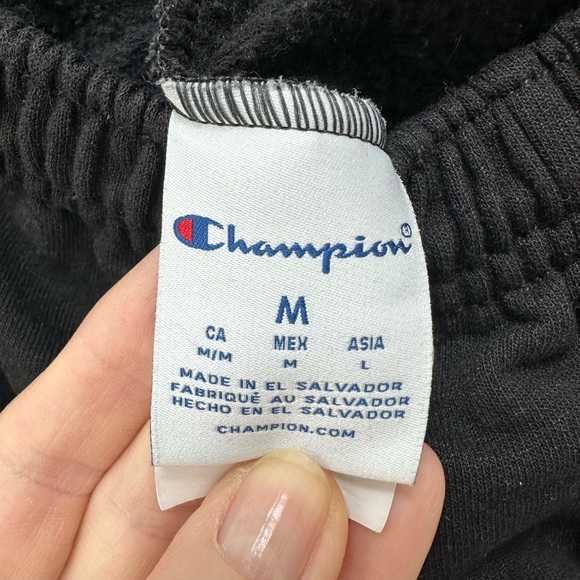 Champion®
M
CA MEX ASIA
M/M M L
MADE IN EL SALVADOR
FABRIQUÉ AU SALVADOR
HECHO EN EL SALVADOR
CHAMPION.COM